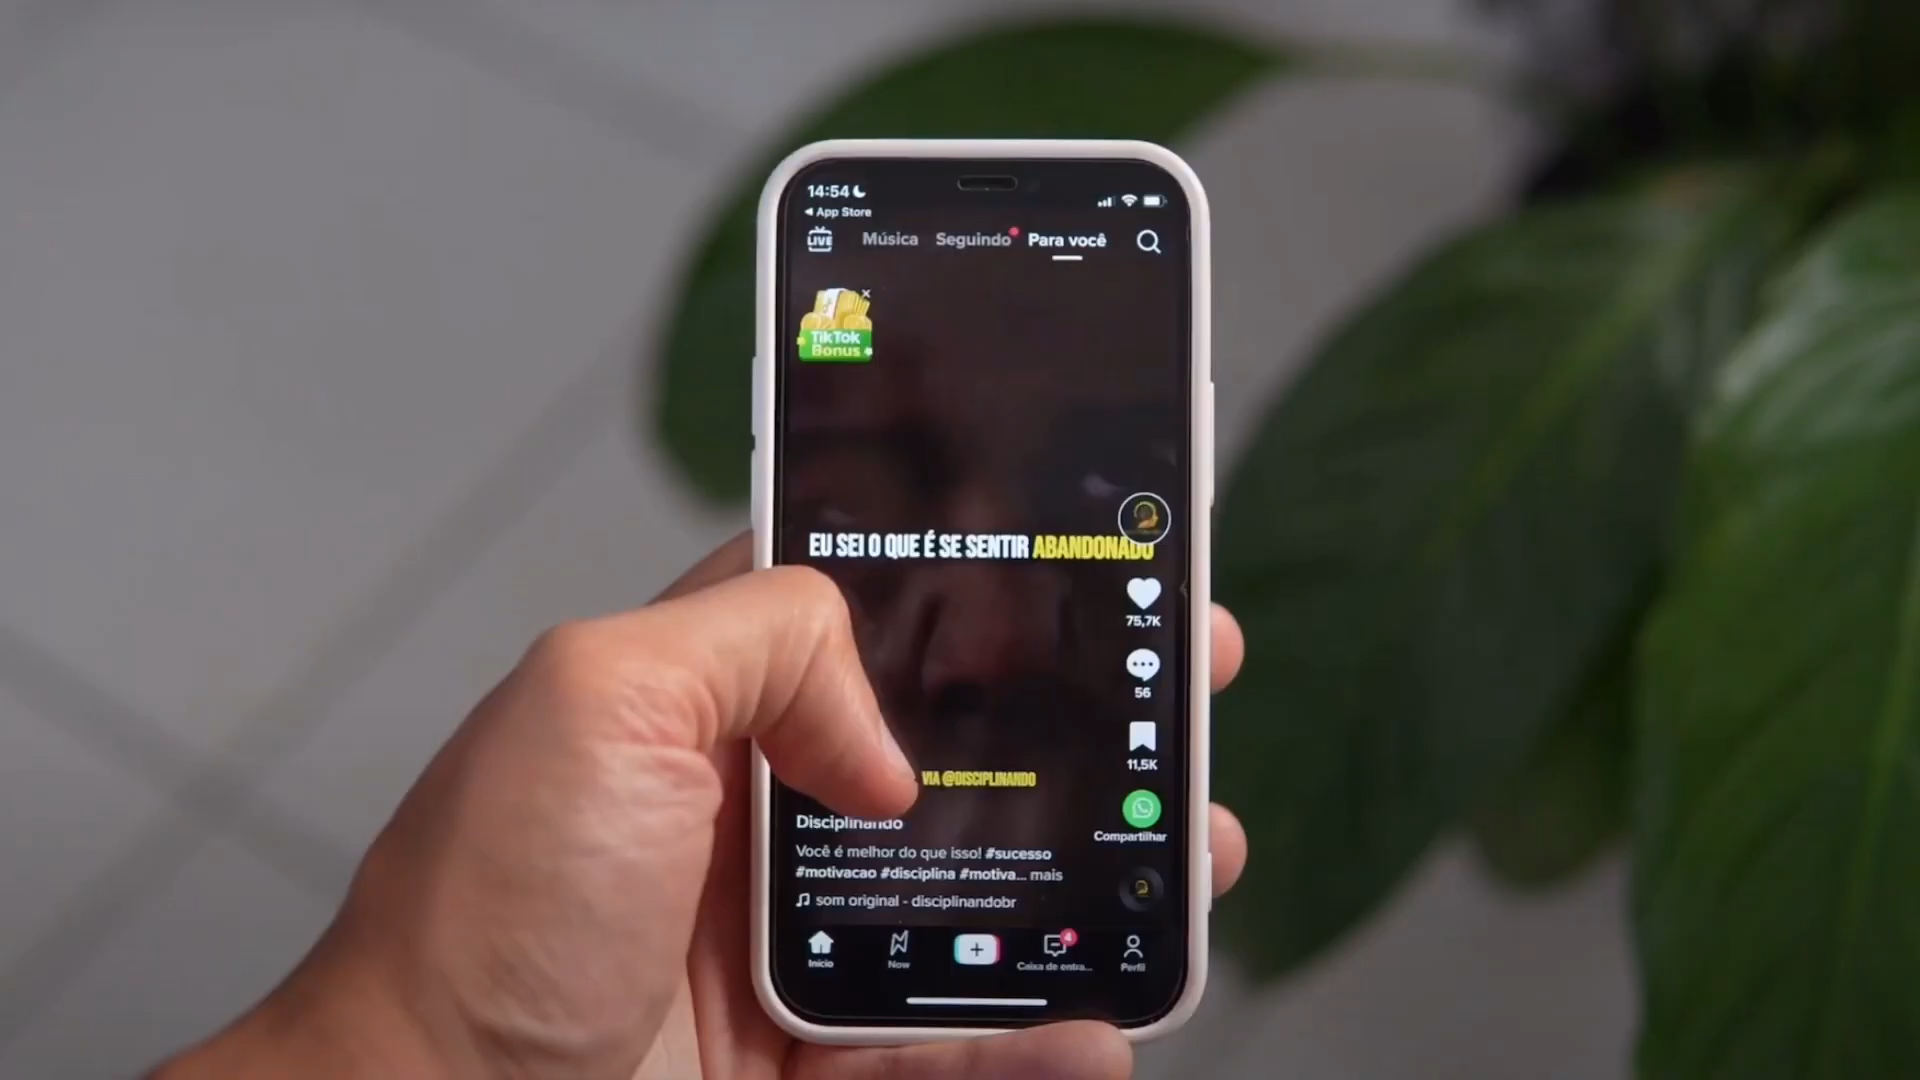 14:54
App Store
LIVE
Música
Seguindo
Para você
TikTok
Bonus
EU SEI O QUE É SE SENTIR ABANDONADO
75,7K
56
11,5K
VIA @DISCIPLINANDO
Compartilhar
Disciplinando
Você é melhor do que isso! #sucesso
#motivacao #disciplina #motiva... mais
som original - disciplinandobr
4
Início
Now
Caixa de entra...
Perfil